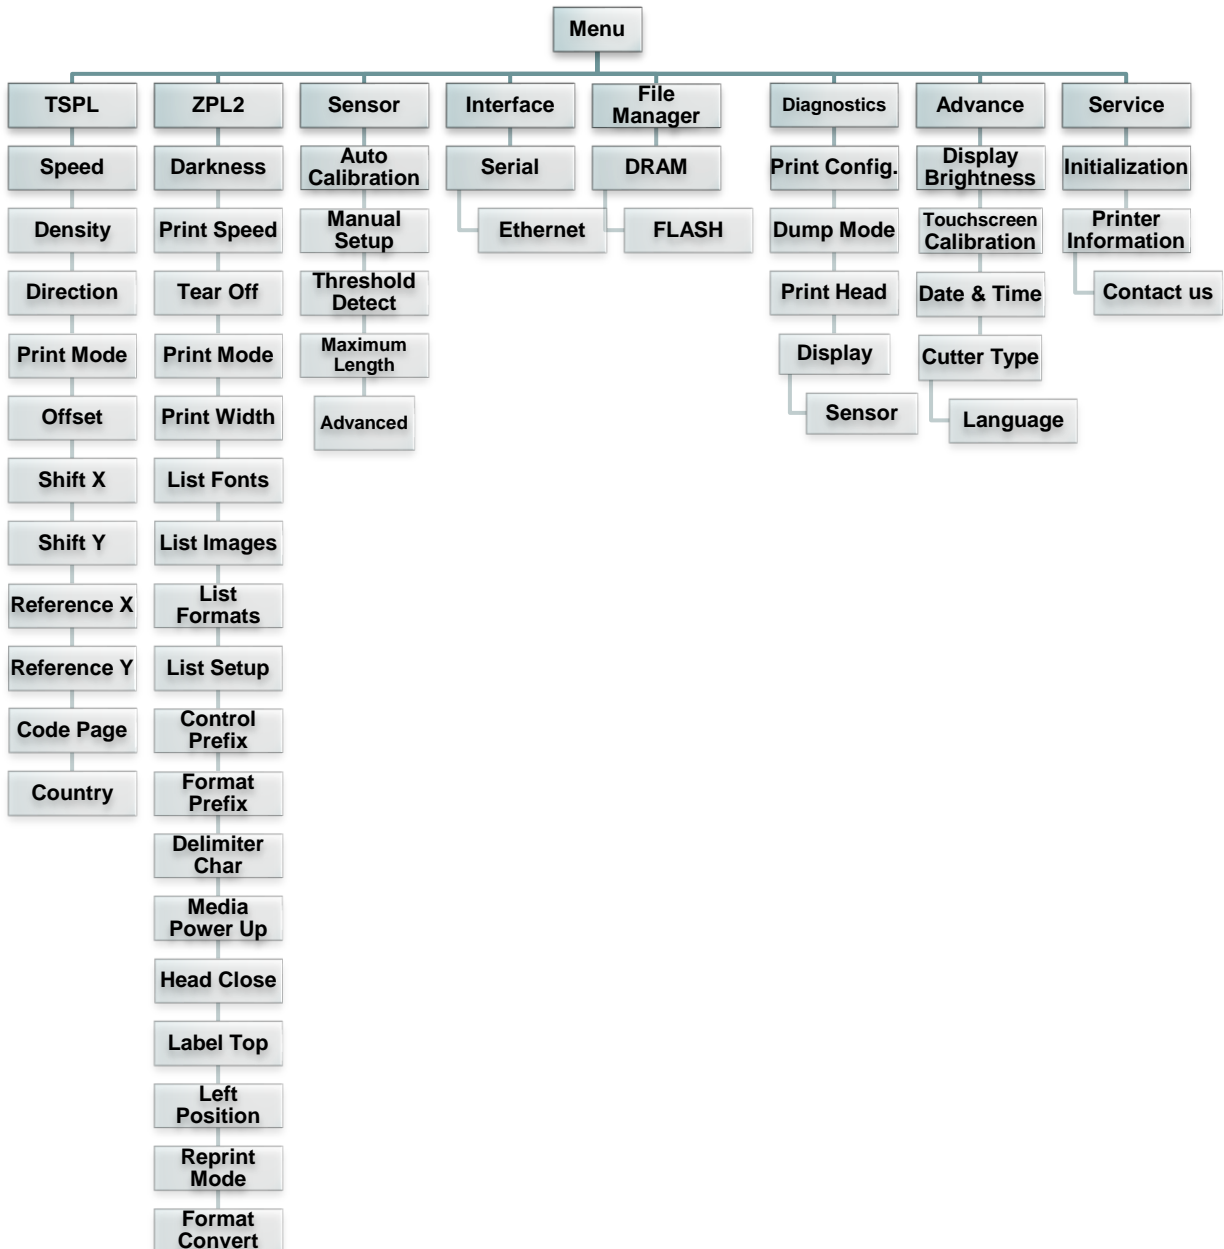 Menu
TSPL
Speed
Density
Direction
Print Mode
Offset
Shift X
Shift Y
Reference X
Reference Y
Code Page
Country
ZPL2
Darkness
Print Speed
Tear Off
Print Mode
Print Width
List Fonts
List Images
List
Formats
List Setup
Control
Prefix
Format
Prefix
Delimiter
Char
Media
Power Up
Head Close
Label Top
Left
Position
Reprint
Mode
Format
Convert
Sensor
Auto
Calibration
Manual
Setup
Threshold
Detect
Maximum
Length
Advanced
Interface
Serial
Ethernet
File
Manager
DRAM
FLASH
Diagnostics
Print Config.
Dump Mode
Print Head
Display
Sensor
Advance
Display
Brightness
Touchscreen
Calibration
Date & Time
Cutter Type
Language
Service
Initialization
Printer
Information
Contact us